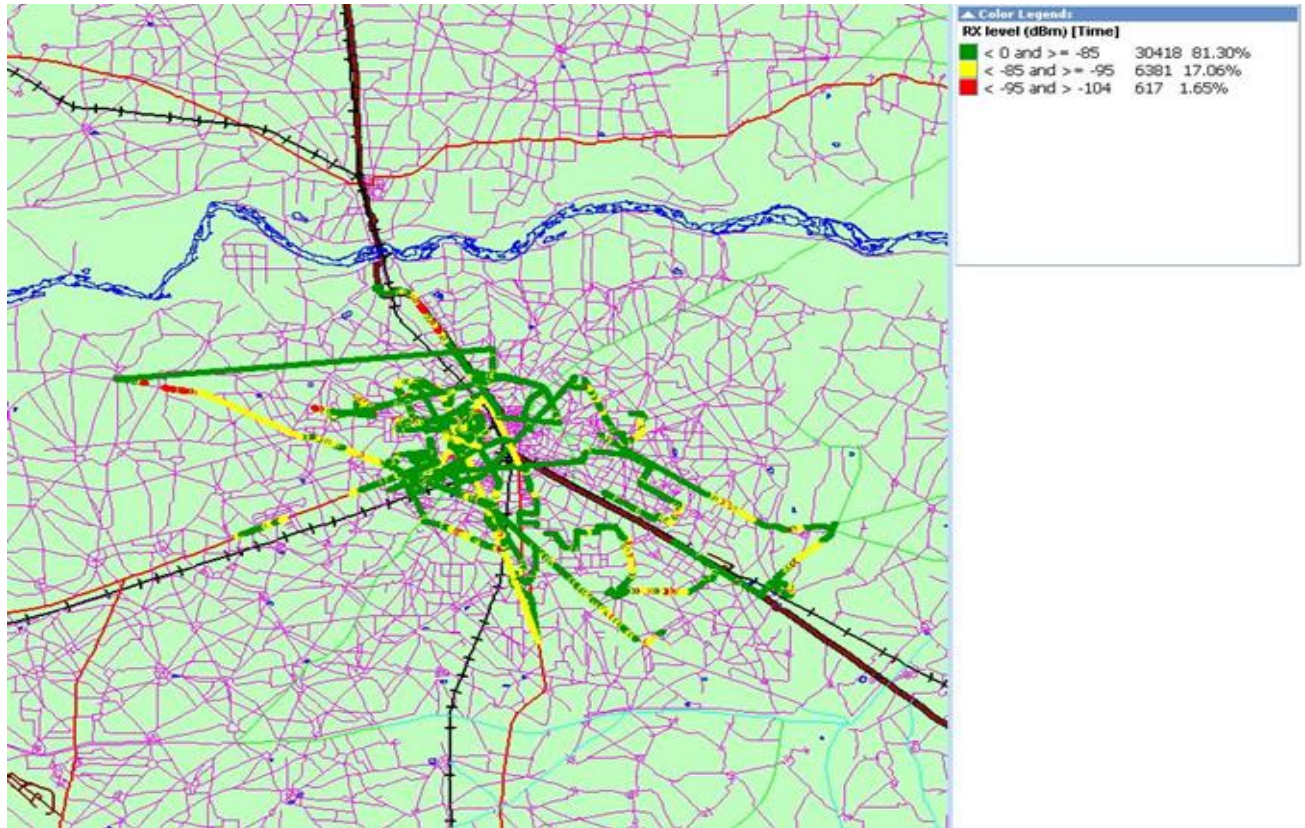 Color Legends
RX level (dBm) [Time]
< 0 and >= -85 30418 81.30%
< -85 and >= -95 6381 17.06%
< -95 and > -104 617 1.65%